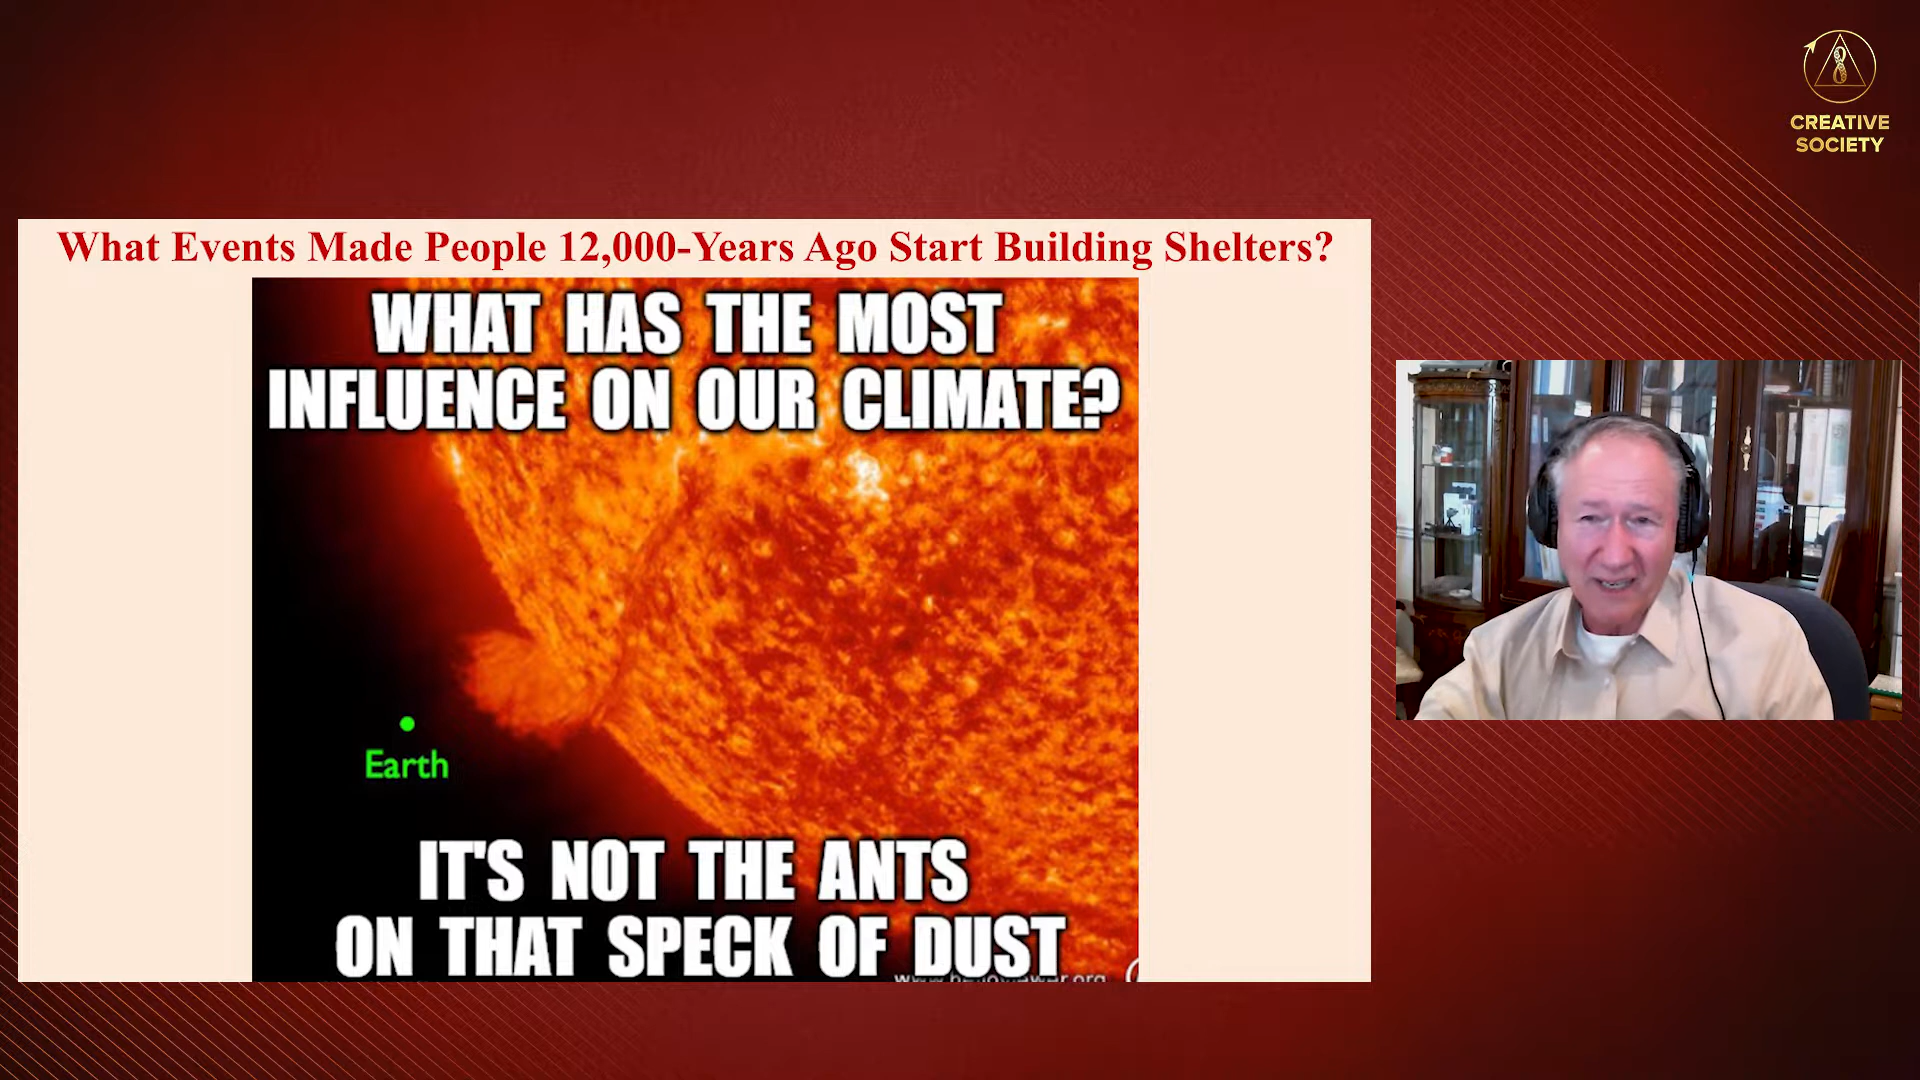 CREATIVE
SOCIETY
What Events Made People 12,000-Years Ago Start Building Shelters?
WHAT HAS THE MOST
INFLUENCE ON OUR CLIMATE?
Earth
IT'S NOT THE ANTS
ON THAT SPECK OF DUST